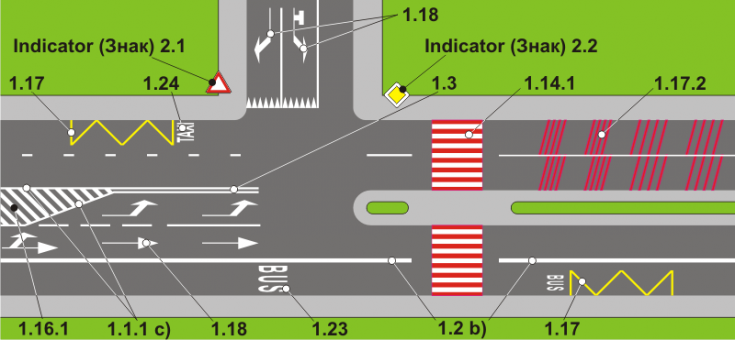 1.18
Indicator (Знак) 2.1
Indicator (Знак) 2.2
1.17
1.24
1.3
1.14.1
1.17.2
TAXI
BUS
BUS
1.16.1
1.1.1 c)
1.18
1.23
1.2 b)
1.17